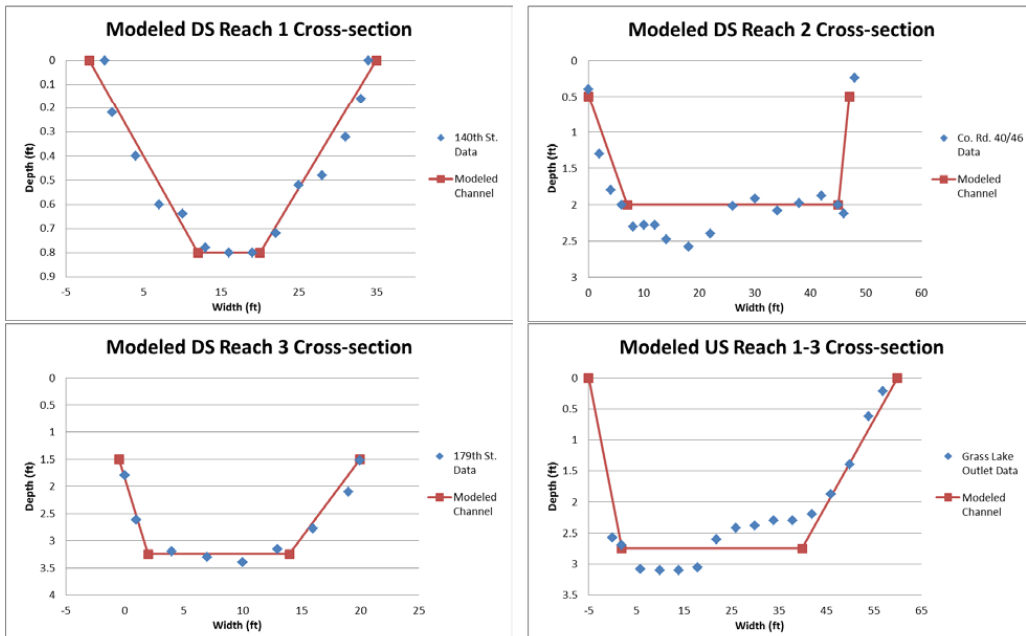 Modeled DS Reach 1 Cross-section
0
0.1
0.2
0.3
0.4
0.5
0.6
0.7
0.8
0.9
Depth (ft)
-5
5
15
25
35
Width (ft)
140th St.
Data
Modeled
Channel
Modeled DS Reach 2 Cross-section
0
0.5
1
1.5
2
2.5
3
Depth (ft)
0
10
20
30
40
50
60
Width (ft)
Co. Rd. 40/46
Data
Modeled
Channel
Modeled DS Reach 3 Cross-section
0
0.5
1
1.5
2
2.5
3
3.5
4
Depth (ft)
-5
0
5
10
15
20
25
Width (ft)
179th St.
Data
Modeled
Channel
Modeled US Reach 1-3 Cross-section
0
0.5
1
1.5
2
2.5
3
3.5
Depth (ft)
-5
5
15
25
35
45
55
65
Width (ft)
Grass Lake
Outlet Data
Modeled
Channel